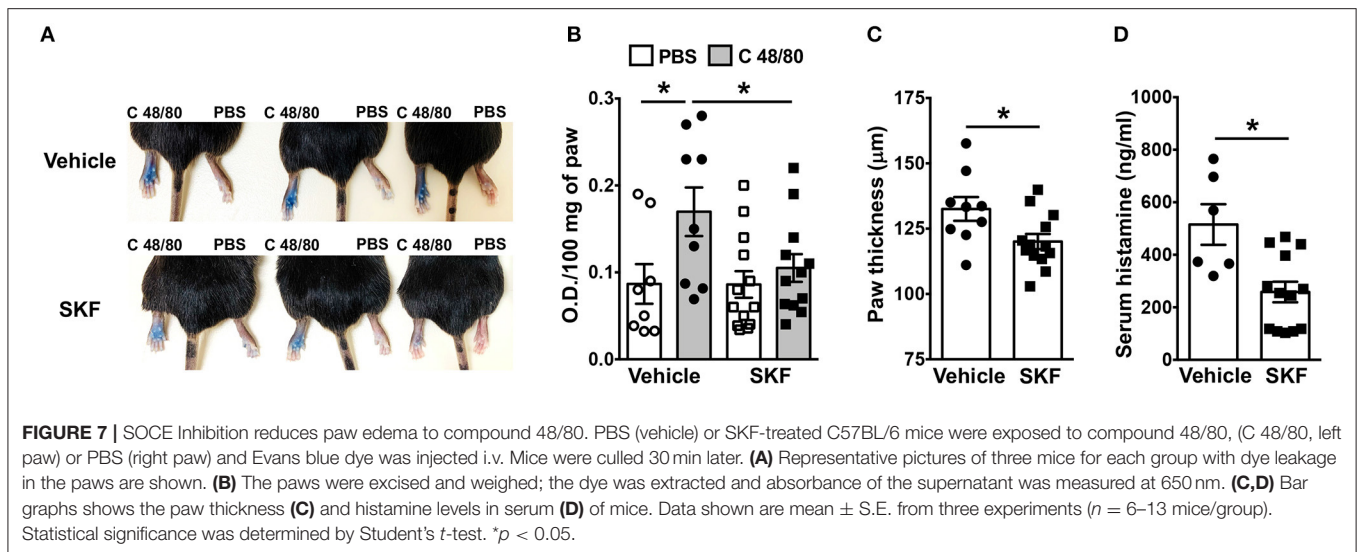 A
C 48/80 PBS C 48/80 PBS C 48/80 PBS
Vehicle
C 48/80 PBS C 48/80 PBS C 48/80 PBS
SKF
B
PBS C 48/80
* *
O.D./100 mg of paw
0.3
0.2
0.1
0.0
Vehicle SKF
C
*
Paw thickness (μm)
175
150
125
100
75
Vehicle SKF
D
*
Serum histamine (ng/ml)
1000
800
600
400
200
0
Vehicle SKF
FIGURE 7 | SOCE Inhibition reduces paw edema to compound 48/80. PBS (vehicle) or SKF-treated C57BL/6 mice were exposed to compound 48/80, (C 48/80, left
paw) or PBS (right paw) and Evans blue dye was injected i.v. Mice were culled 30 min later. (A) Representative pictures of three mice for each group with dye leakage
in the paws are shown. (B) The paws were excised and weighed; the dye was extracted and absorbance of the supernatant was measured at 650 nm. (C,D) Bar
graphs shows the paw thickness (C) and histamine levels in serum (D) of mice. Data shown are mean ± S.E. from three experiments (n = 6–13 mice/group).
Statistical significance was determined by Student's t-test. *p < 0.05.